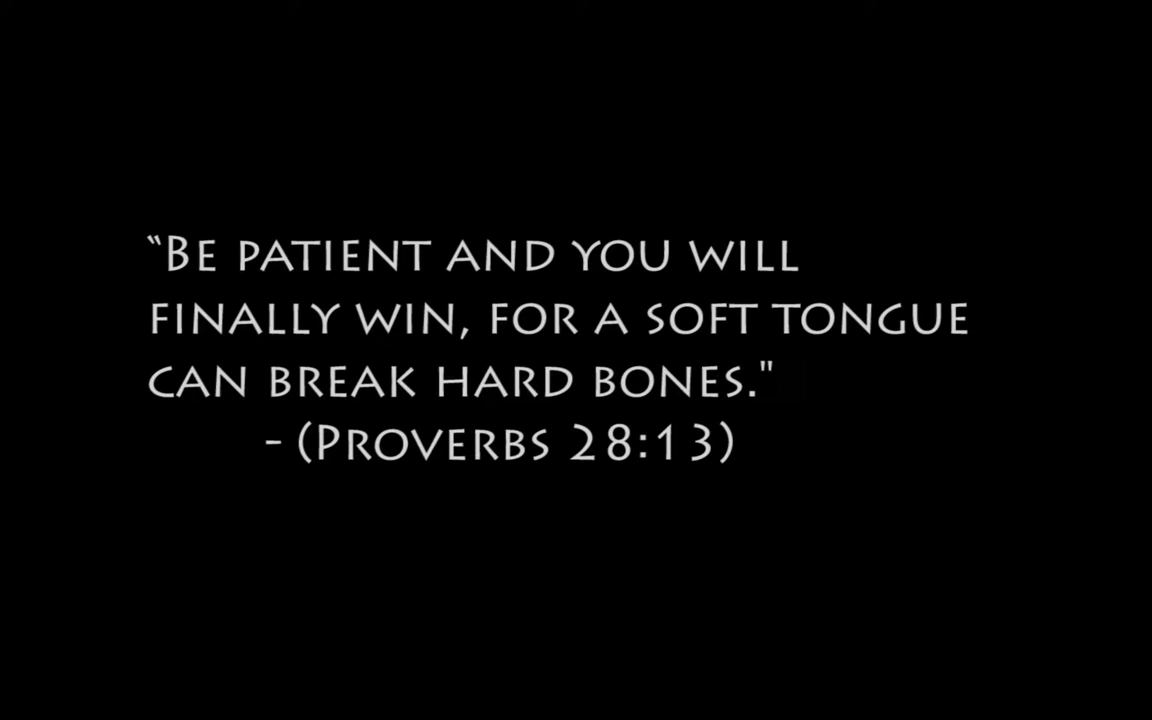 “Be patient and you will
finally win, for a soft tongue
can break hard bones."
- (Proverbs 28:13)